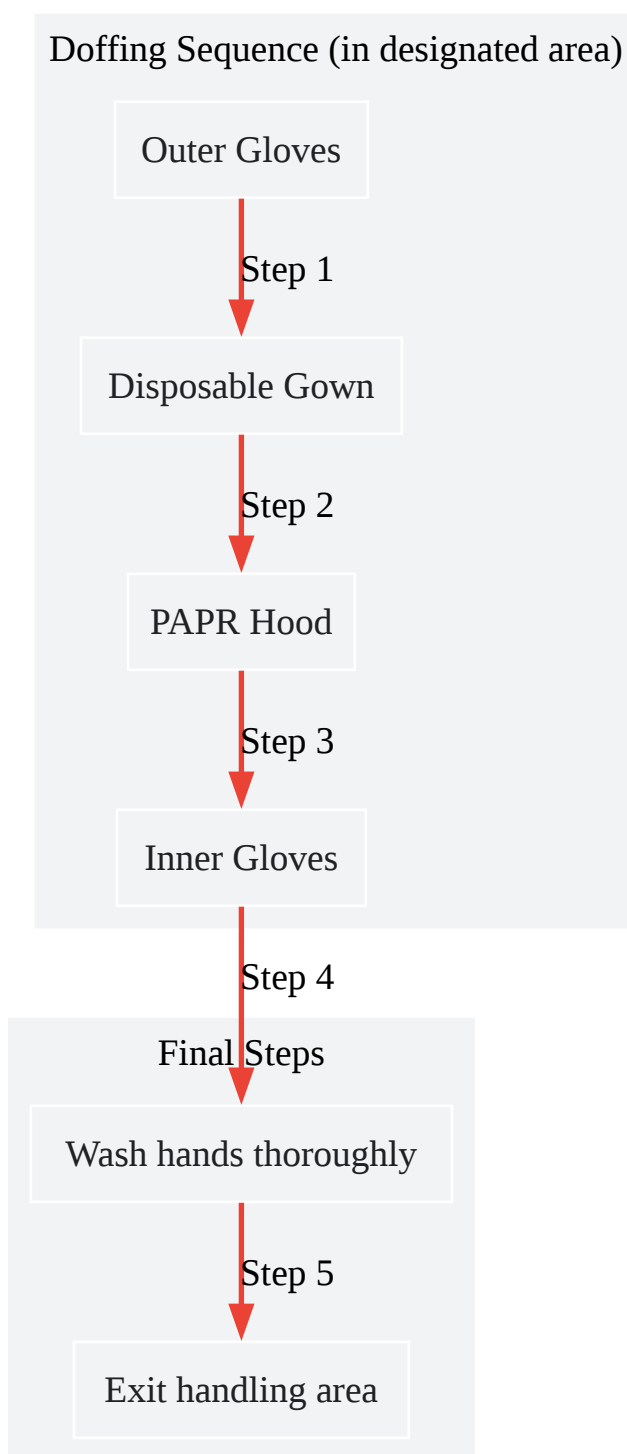 Doffing Sequence (in designated area)
Outer Gloves
Step 1
Disposable Gown
Step 2
PAPR Hood
Step 3
Inner Gloves
Step 4
Final Steps
Wash hands thoroughly
Step 5
Exit handling area